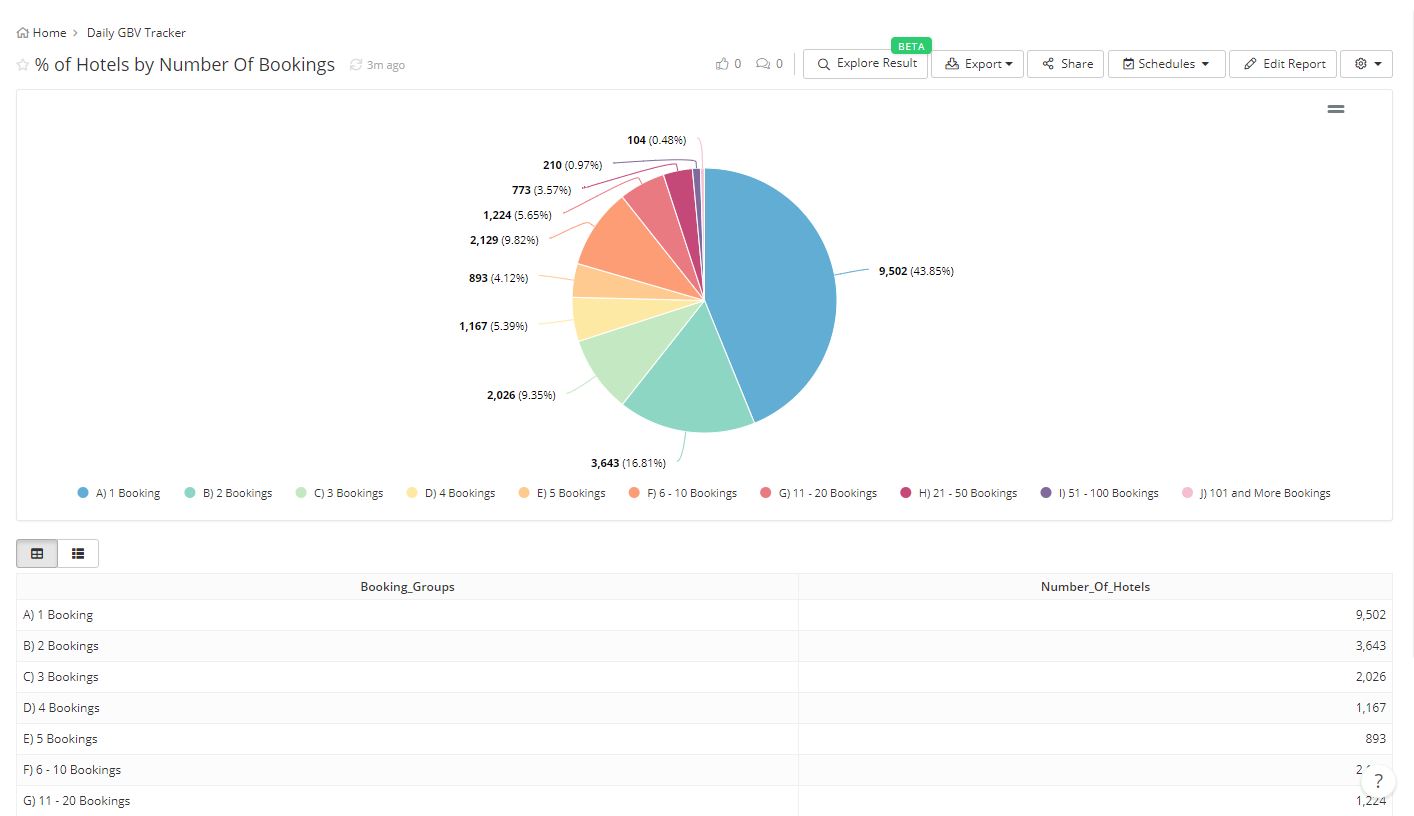 Home > Daily GBV Tracker
% of Hotels by Number Of Bookings 3m ago
0 0
BETA
Explore Result Export Share Schedules Edit Report
104 (0.48%)
210 (0.97%)
773 (3.57%)
1,224 (5.65%)
2,129 (9.82%)
893 (4.12%)
1,167 (5.39%)
2,026 (9.35%)
3,643 (16.81%)
9,502 (43.85%)
A) 1 Booking B) 2 Bookings C) 3 Bookings D) 4 Bookings E) 5 Bookings F) 6 - 10 Bookings G) 11 - 20 Bookings H) 21 - 50 Bookings I) 51 - 100 Bookings J) 101 and More Bookings
Booking_Groups Number_Of_Hotels
A) 1 Booking 9,502
B) 2 Bookings 3,643
C) 3 Bookings 2,026
D) 4 Bookings 1,167
E) 5 Bookings 893
F) 6 - 10 Bookings
?
G) 11 - 20 Bookings 1,224